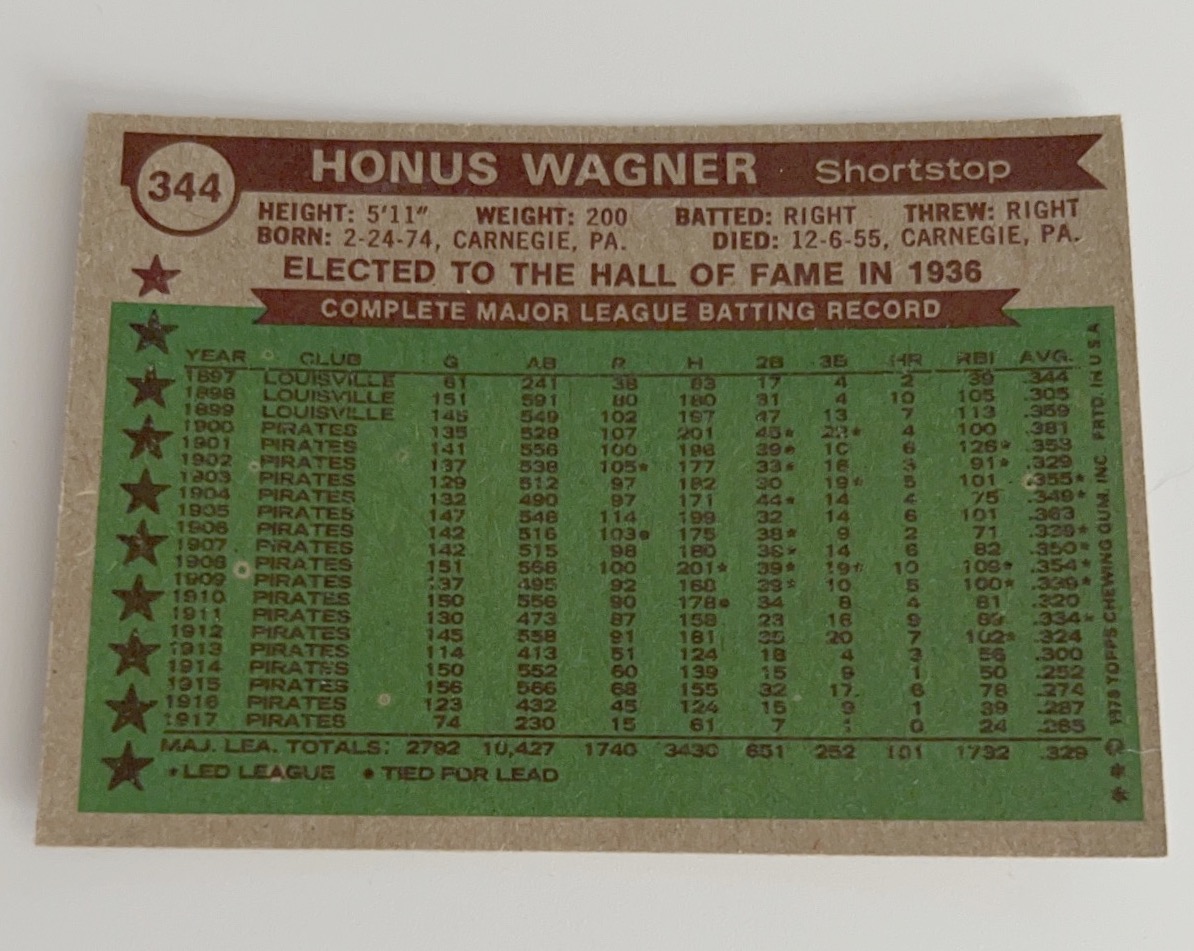 344
HONUS WAGNER Shortstop
HEIGHT: 5'11" WEIGHT: 200 BATTED: RIGHT THREW: RIGHT
BORN: 2-24-74, CARNEGIE, PA. DIED: 12-6-55, CARNEGIE, PA.
ELECTED TO THE HALL OF FAME IN 1936
COMPLETE MAJOR LEAGUE BATTING RECORD
YEAR CLUB G AB R H 2B 3B HR RBI AVG.
1897 LOUISVILLE 61 241 38 83 17 4 2 39 .344
1898 LOUISVILLE 151 591 80 180 31 4 10 105 .305
1899 LOUISVILLE 145 549 102 197 47 13 7 113 .359
1900 PIRATES 135 528 107 201 45* 22* 4 100 .381
1901 PIRATES 141 556 100 196 39* 10 6 126* .353
1902 PIRATES 137 538 105* 177 33* 16 3 91* .329
1903 PIRATES 129 512 97 182 30 19* 5 101 .355*
1904 PIRATES 132 490 97 171 44* 14 4 75 .349*
1905 PIRATES 147 548 114 199 32 14 6 101 .363
1906 PIRATES 142 516 103• 175 38* 9 2 71 .339*
1907 PIRATES 142 515 98 180 38* 14 6 82 .350*
1908 PIRATES 151 568 100 201* 39* 19* 10 109* .354*
1909 PIRATES 137 495 92 168 39* 10 5 100* .339*
1910 PIRATES 150 556 90 178• 34 8 4 81 .320
1911 PIRATES 130 473 87 158 23 16 9 89 .334*
1912 PIRATES 145 558 91 181 35 20 7 102* .324
1913 PIRATES 114 413 51 124 18 4 3 56 .300
1914 PIRATES 150 552 60 139 15 9 1 50 .252
1915 PIRATES 156 566 68 155 32 17 6 78 .274
1916 PIRATES 123 432 45 124 15 9 1 39 .287
1917 PIRATES 74 230 15 61 7 1 0 24 .265
MAJ. LEA. TOTALS: 2792 10,427 1740 3430 651 252 101 1732 .329
*LED LEAGUE •TIED FOR LEAD
** © TOPPS CHEWING GUM, INC. PRTD. IN U.S.A.